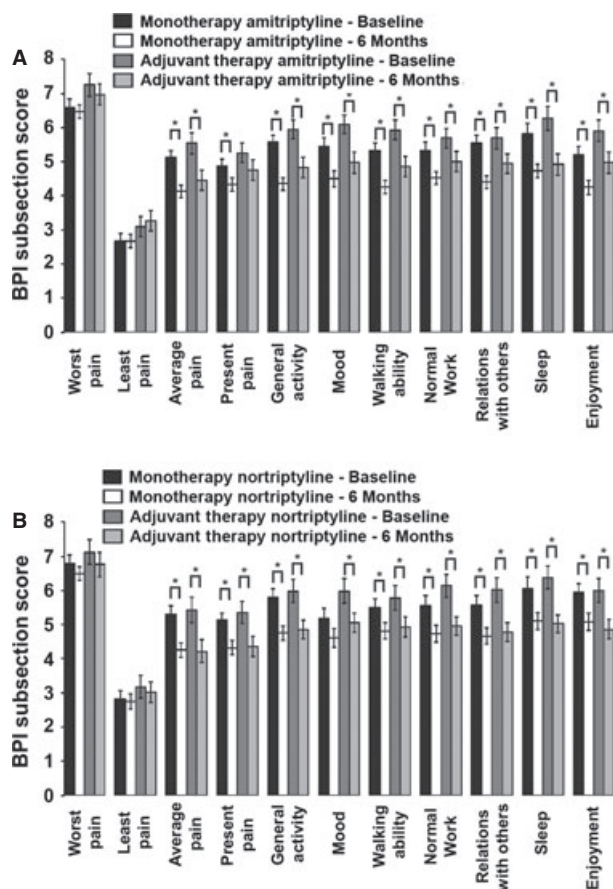 A
Monotherapy amitriptyline - Baseline
Monotherapy amitriptyline - 6 Months
Adjuvant therapy amitriptyline - Baseline
Adjuvant therapy amitriptyline - 6 Months
BPI subsection score
8
7
6
5
4
3
2
1
0
* * * * * * * * * * * * * * * * *
Worst pain
Least pain
Average pain
Present pain
General activity
Mood
Walking ability
Normal Work
Relations with others
Sleep
Enjoyment
B
Monotherapy nortriptyline - Baseline
Monotherapy nortriptyline - 6 Months
Adjuvant therapy nortriptyline - Baseline
Adjuvant therapy nortriptyline - 6 Months
BPI subsection score
8
7
6
5
4
3
2
1
0
* * * * * * * * * * * * * * * * *
Worst pain
Least pain
Average pain
Present pain
General activity
Mood
Walking ability
Normal Work
Relations with others
Sleep
Enjoyment